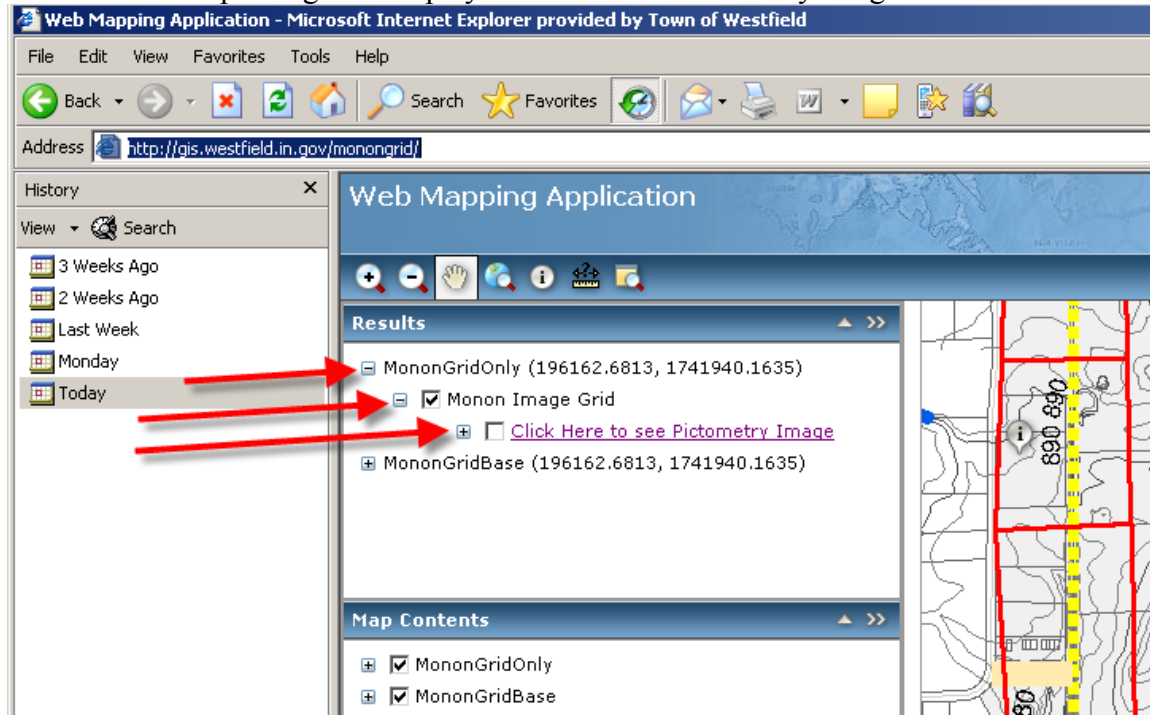 Web Mapping Application - Microsoft Internet Explorer provided by Town of Westfield
File Edit View Favorites Tools Help
Back Search Favorites
Address http://gis.westfield.in.gov/monongrid/
History
View Search
3 Weeks Ago
2 Weeks Ago
Last Week
Monday
Today
Web Mapping Application
Results
MononGridOnly (196162.6813, 1741940.1635)
Monon Image Grid
Click Here to see Pictometry Image
MononGridBase (196162.6813, 1741940.1635)
Map Contents
MononGridOnly
MononGridBase
890 890